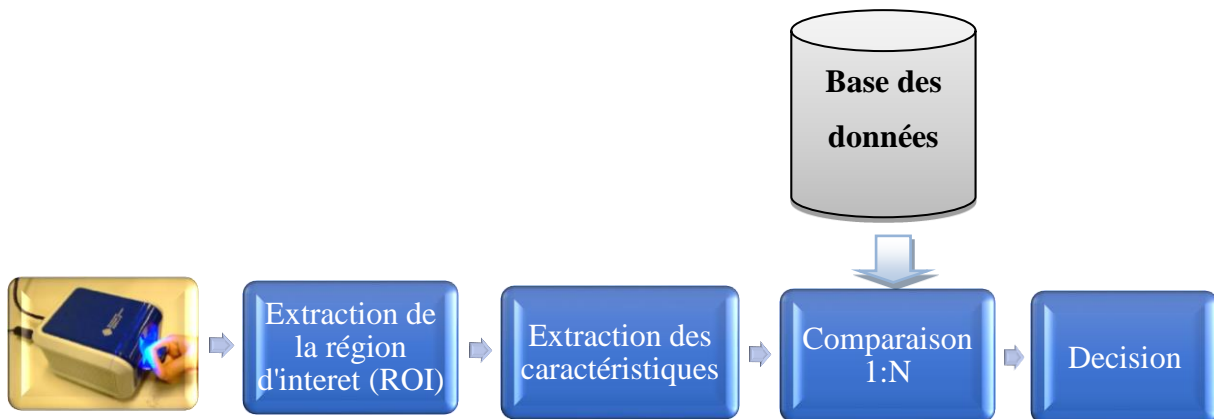 Base des
données
Extraction de
la région
d'interet (ROI)
Extraction des
caractéristiques
Comparaison
1:N
Decision